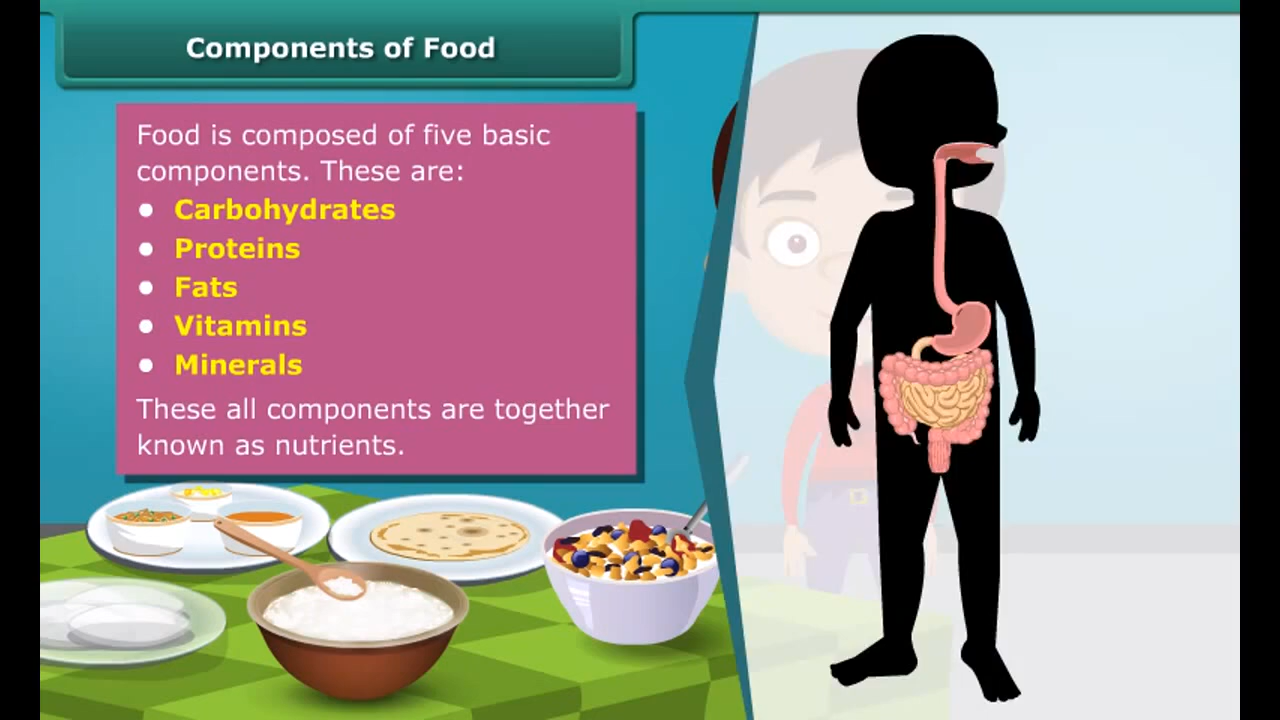 Components of Food
Food is composed of five basic
components. These are:
● Carbohydrates
● Proteins
● Fats
● Vitamins
● Minerals
These all components are together
known as nutrients.